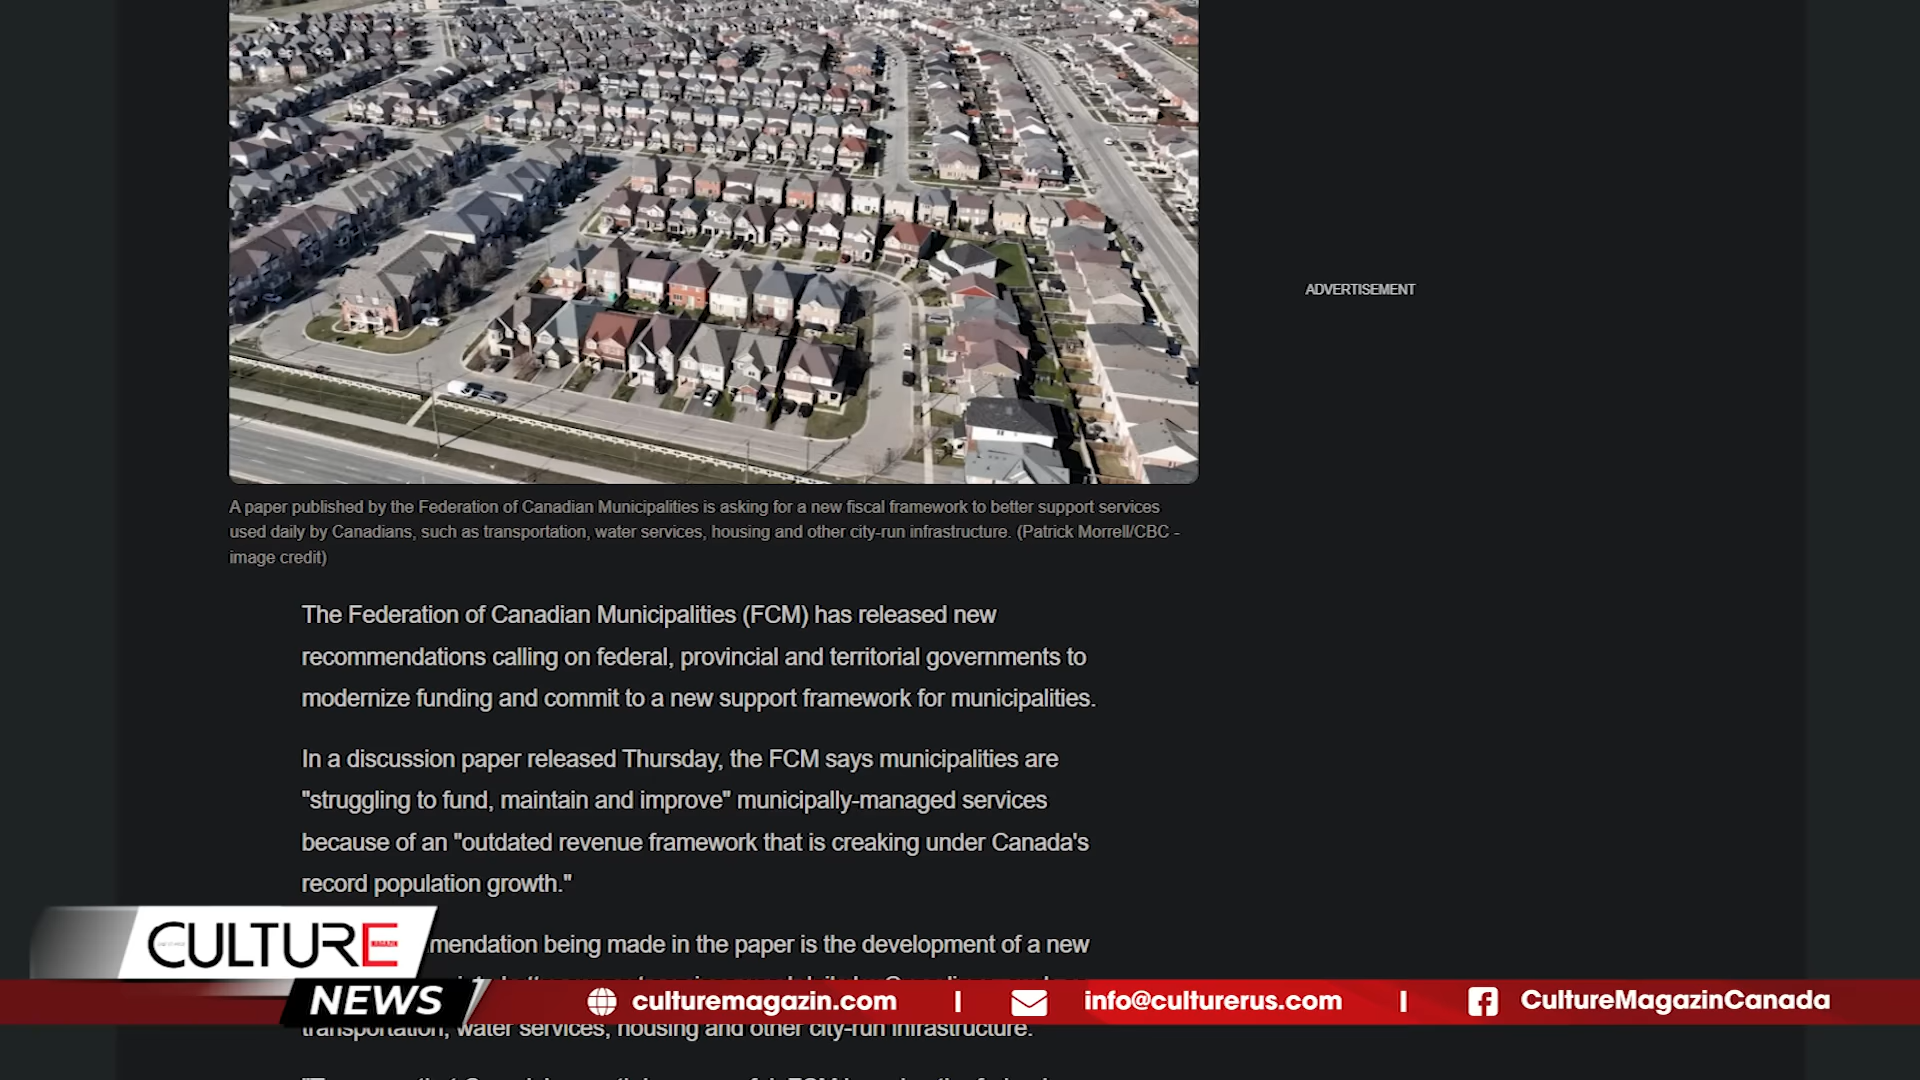 ADVERTISEMENT
A paper published by the Federation of Canadian Municipalities is asking for a new fiscal framework to better support services
used daily by Canadians, such as transportation, water services, housing and other city-run infrastructure. (Patrick Morrell/CBC -
image credit)
The Federation of Canadian Municipalities (FCM) has released new
recommendations calling on federal, provincial and territorial governments to
modernize funding and commit to a new support framework for municipalities.
In a discussion paper released Thursday, the FCM says municipalities are
"struggling to fund, maintain and improve" municipally-managed services
because of an "outdated revenue framework that is creaking under Canada's
record population growth."
mendation being made in the paper is the development of a new
transportation, water services, housing and other city-run infrastructure.
CULTURE
MAGAZIN
NEWS
culturemagazin.com | info@culturerus.com | CultureMagazinCanada